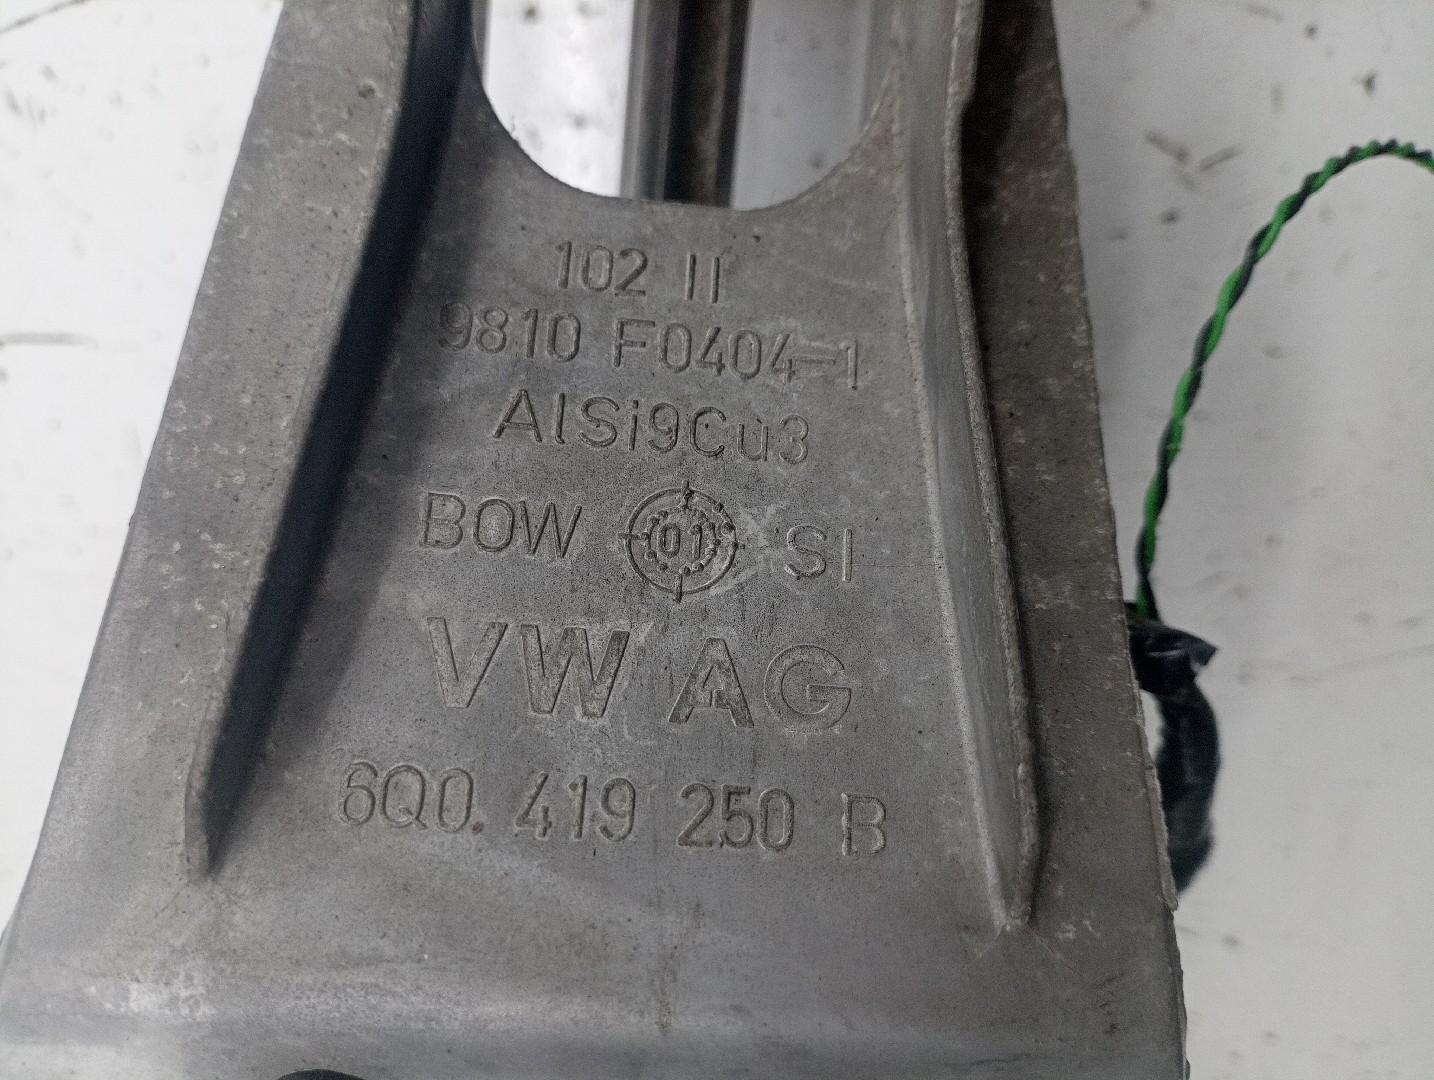 102 II
9810 F0404-1
AlSi9Cu3
BOW 01 SI
VW AG
6Q0. 419 250 B